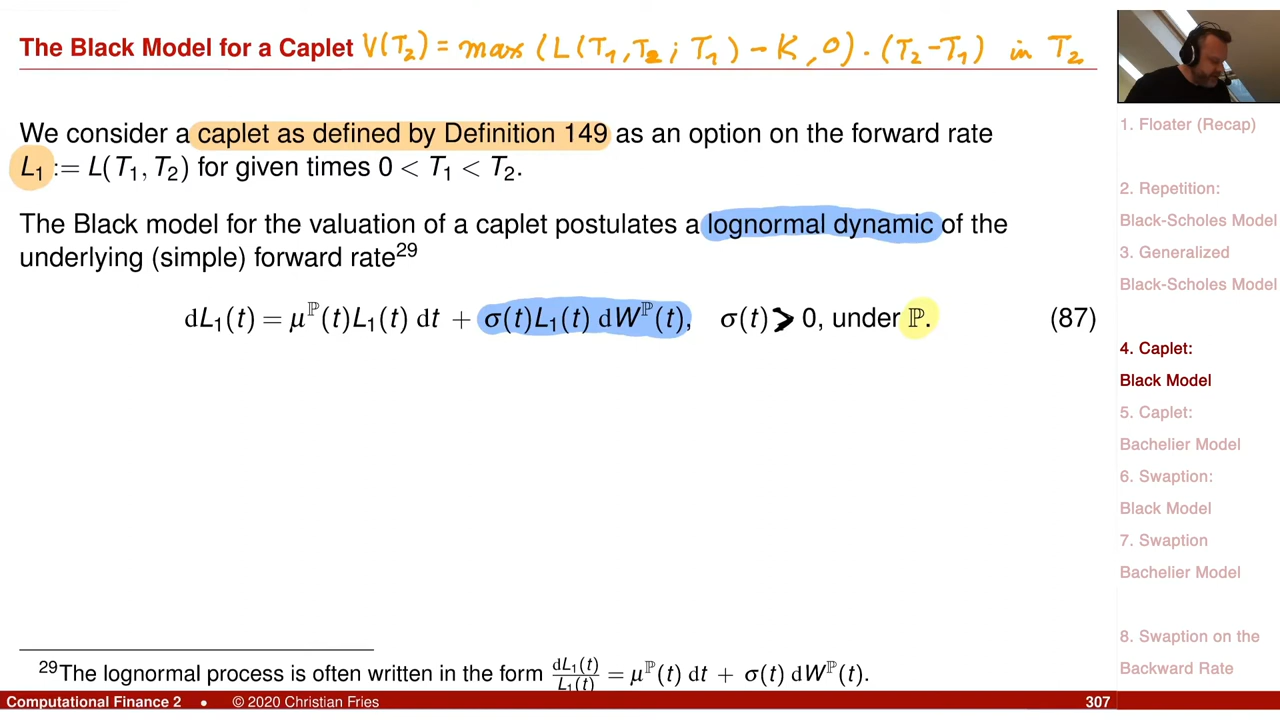 The Black Model for a Caplet V(T₂) = max (L(T₁,T₂; T₁) − K, 0) · (T₂−T₁) in T₂
We consider a caplet as defined by Definition 149 as an option on the forward rate
L₁ := L(T₁, T₂) for given times 0 < T₁ < T₂.
The Black model for the valuation of a caplet postulates a lognormal dynamic of the
underlying (simple) forward rate²⁹
dL₁(t) = μᴾ(t)L₁(t) dt + σ(t)L₁(t) dWᴾ(t), σ(t) > 0, under ℙ. (87)
²⁹The lognormal process is often written in the form dL₁(t)/L₁(t) = μᴾ(t) dt + σ(t) dWᴾ(t).
Computational Finance 2 • © 2020 Christian Fries 307
1. Floater (Recap)
2. Repetition:
Black-Scholes Model
3. Generalized
Black-Scholes Model
4. Caplet:
Black Model
5. Caplet:
Bachelier Model
6. Swaption:
Black Model
7. Swaption
Bachelier Model
8. Swaption on the
Backward Rate